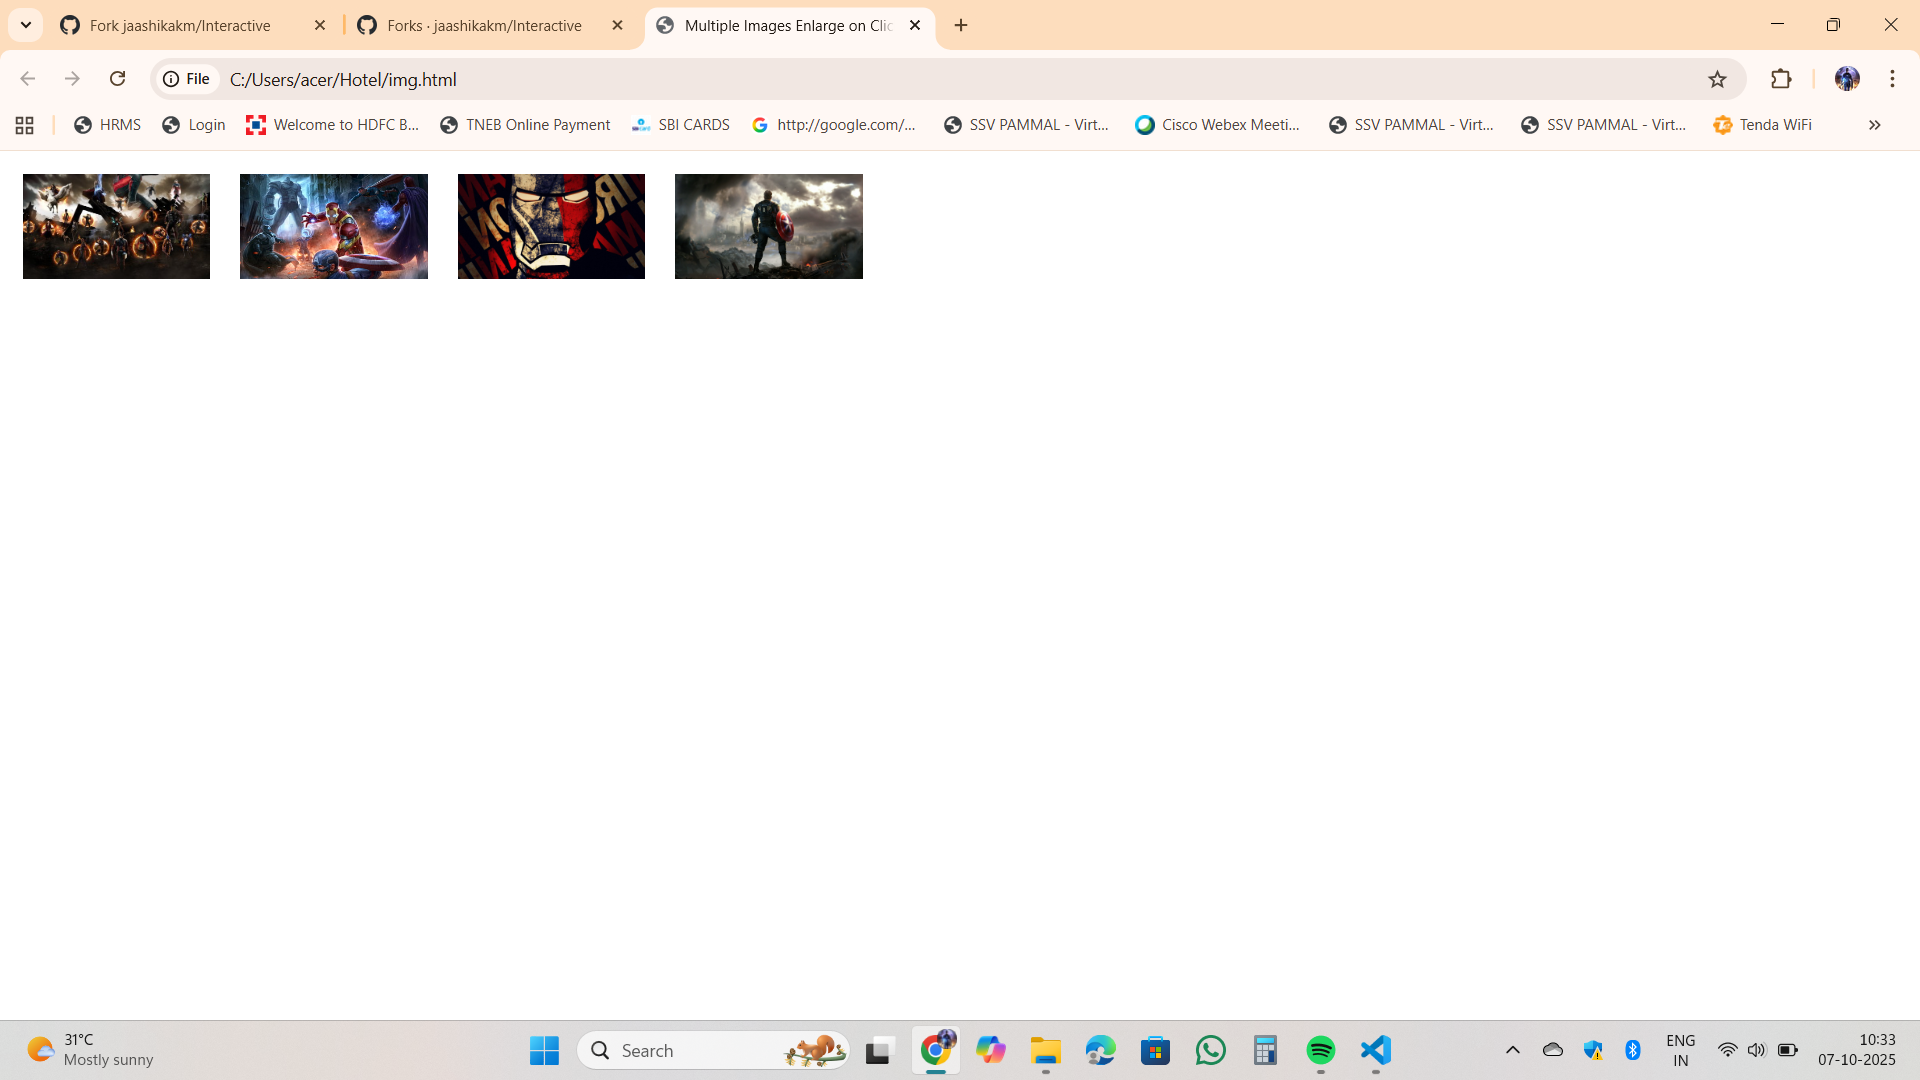 Fork jaashikakm/Interactive
Forks · jaashikakm/Interactive
Multiple Images Enlarge on Clic
File
C:/Users/acer/Hotel/img.html
HRMS
Login
Welcome to HDFC B...
TNEB Online Payment
SBI CARDS
http://google.com/...
SSV PAMMAL - Virt...
Cisco Webex Meeti...
SSV PAMMAL - Virt...
SSV PAMMAL - Virt...
Tenda WiFi
31°C
Mostly sunny
Search
ENG
IN
10:33
07-10-2025